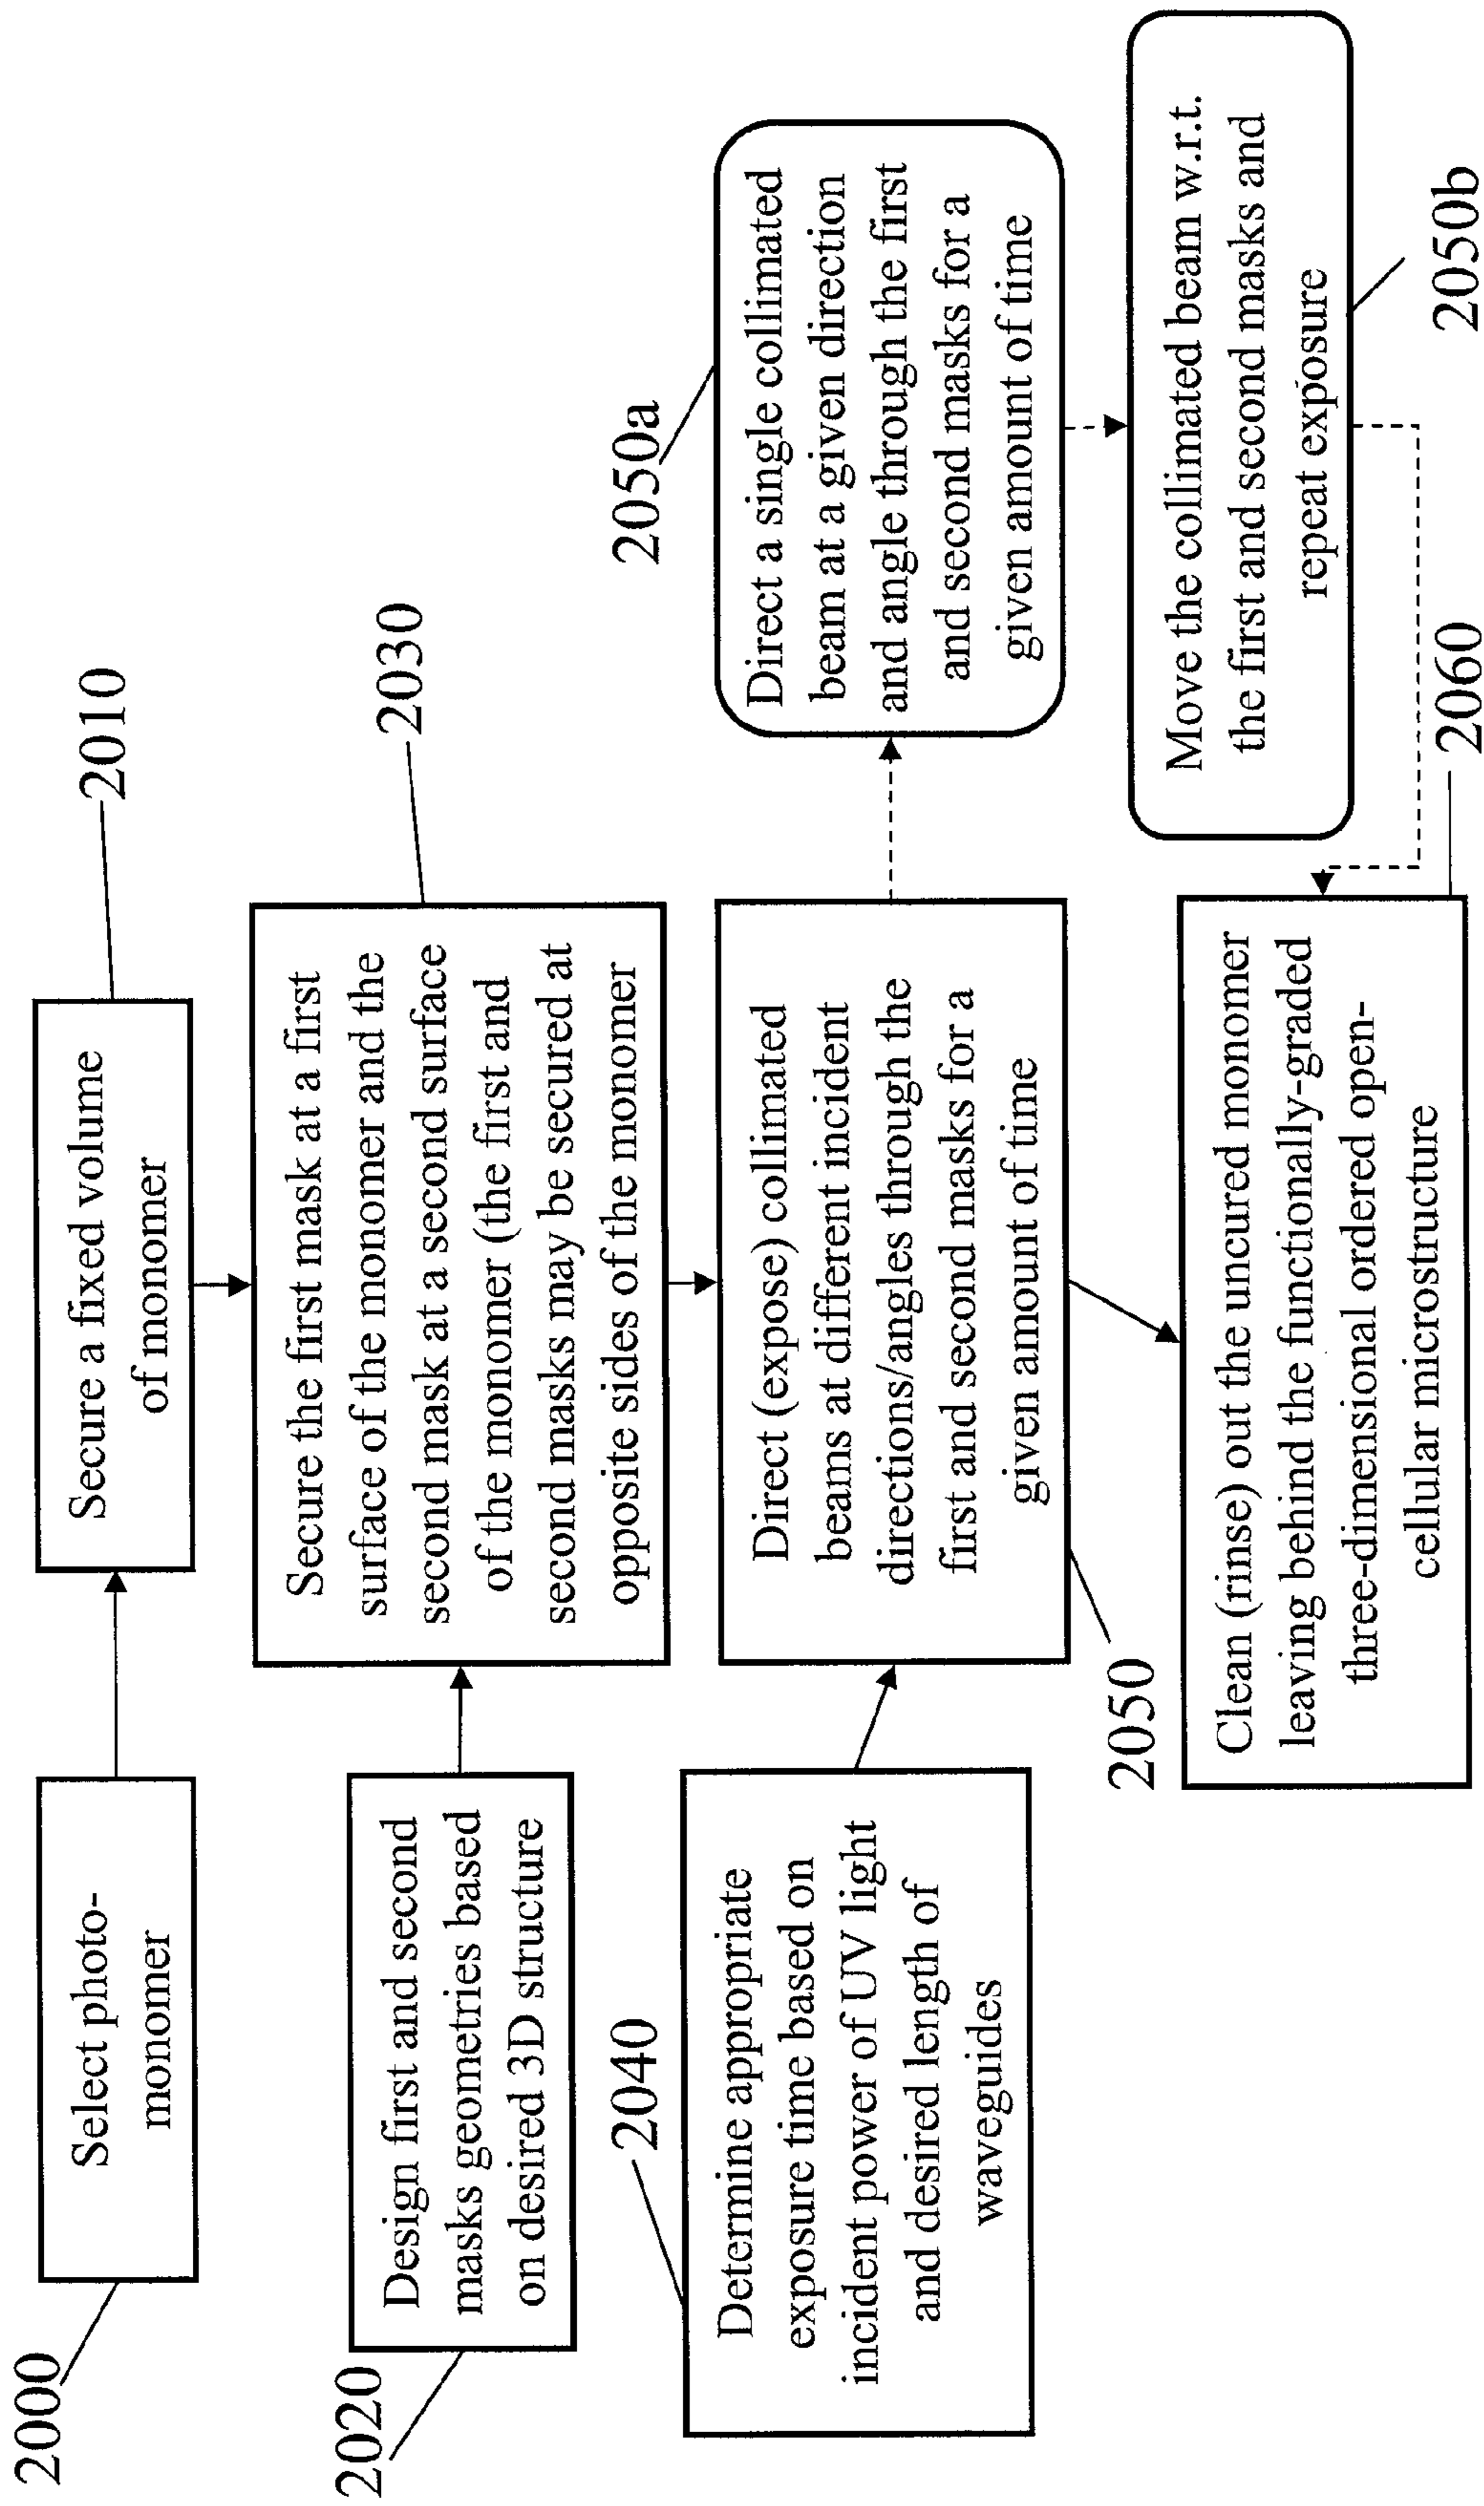 2000
Select photo-
monomer
Secure a fixed volume
of monomer
2010
2020
Design first and second
masks geometries based
on desired 3D structure
Secure the first mask at a first
surface of the monomer and the
second mask at a second surface
of the monomer (the first and
second masks may be secured at
opposite sides of the monomer
2030
2040
Determine appropriate
exposure time based on
incident power of UV light
and desired length of
waveguides
Direct (expose) collimated
beams at different incident
directions/angles through the
first and second masks for a
given amount of time
2050
2050a
Direct a single collimated
beam at a given direction
and angle through the first
and second masks for a
given amount of time
Move the collimated beam w.r.t.
the first and second masks and
repeat exposure
2050b
Clean (rinse) out the uncured monomer
leaving behind the functionally-graded
three-dimensional ordered open-
cellular microstructure
2060